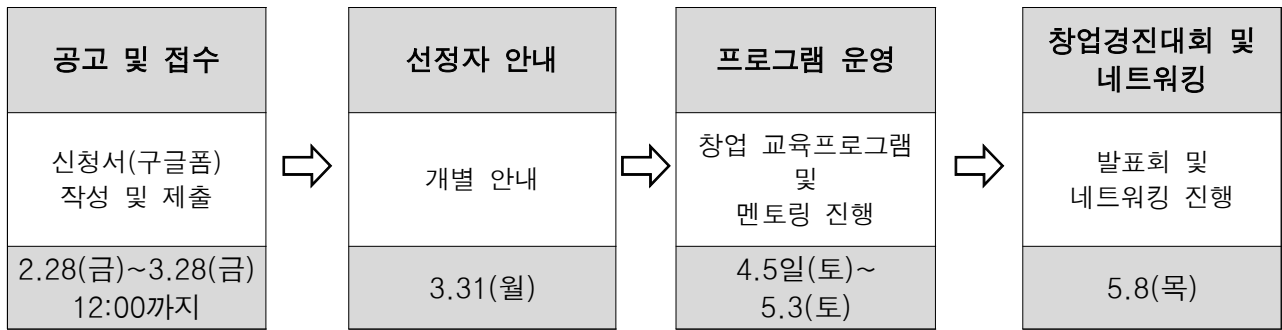 공고 및 접수
신청서(구글폼)
작성 및 제출
2.28(금)~3.28(금)
12:00까지
선정자 안내
개별 안내
3.31(월)
프로그램 운영
창업 교육프로그램
및
멘토링 진행
4.5일(토)~
5.3(토)
창업경진대회 및
네트워킹
발표회 및
네트워킹 진행
5.8(목)